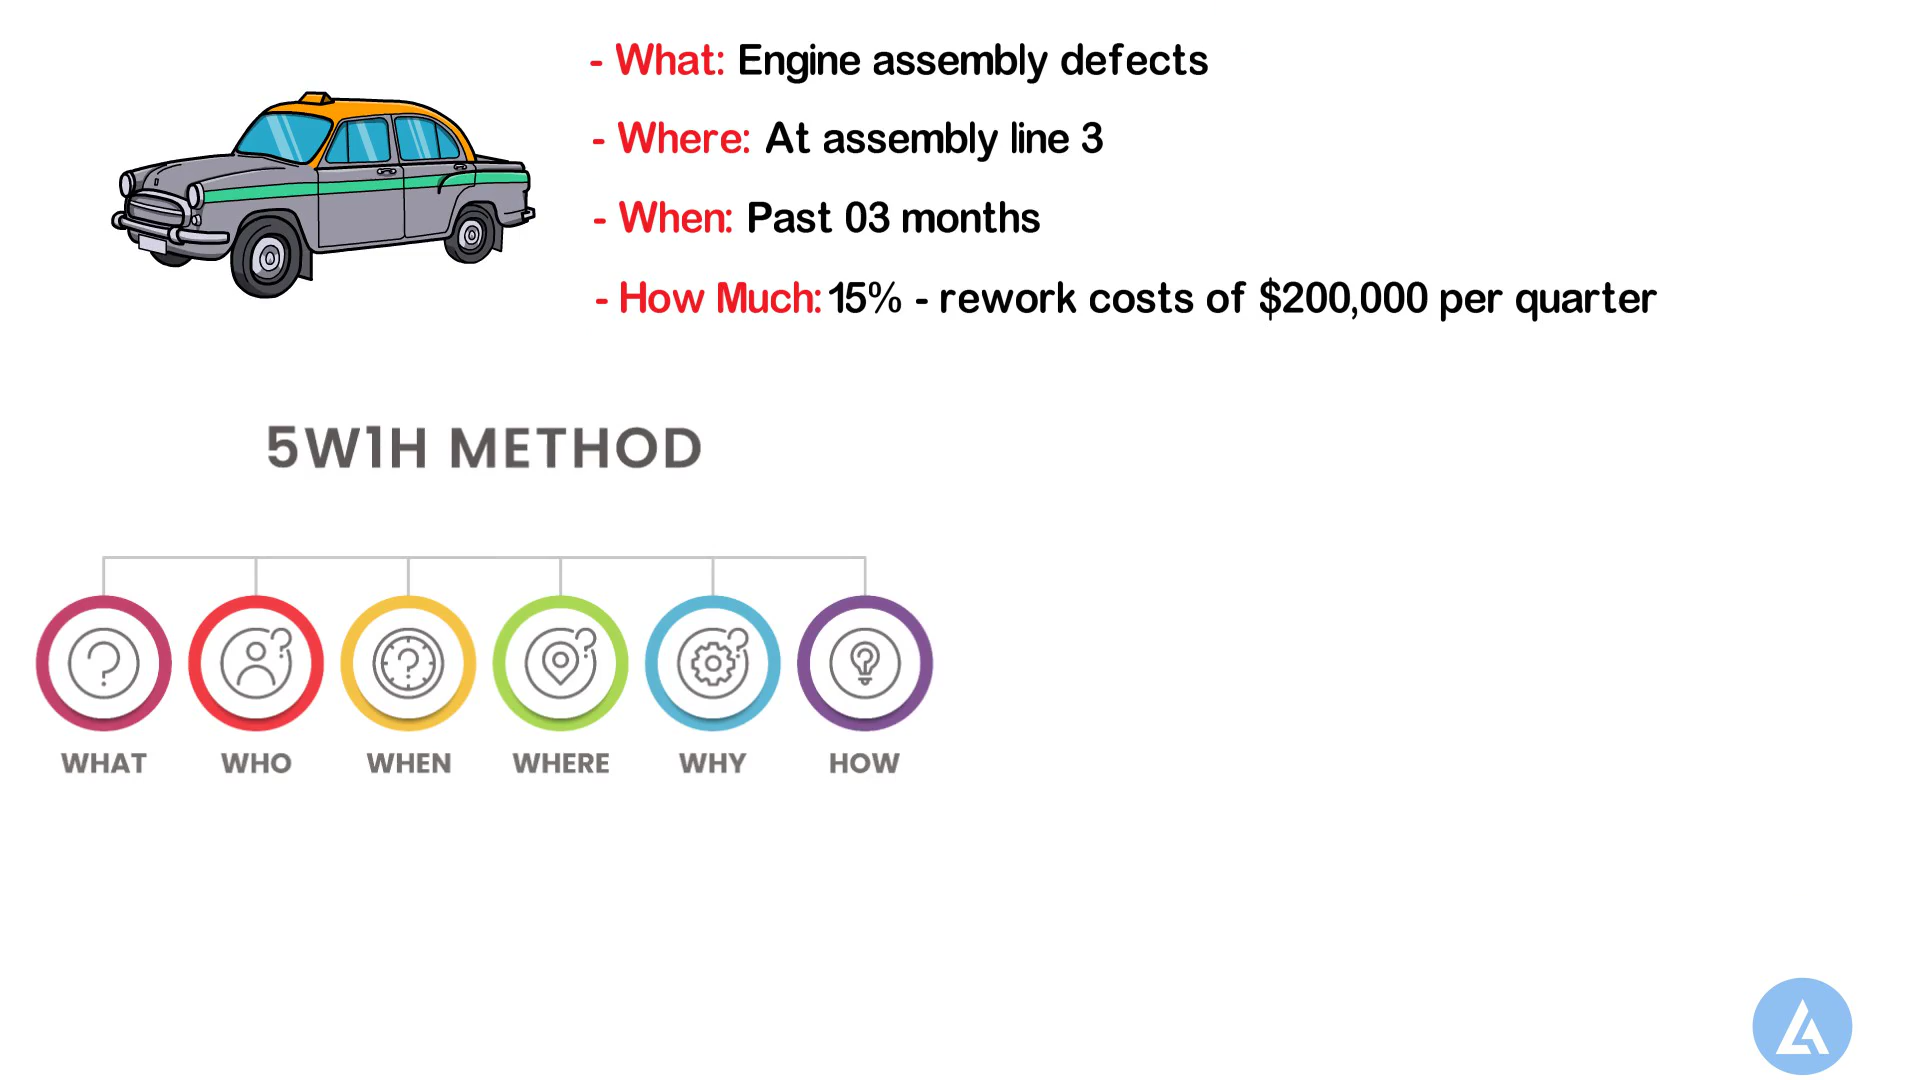 - What: Engine assembly defects
- Where: At assembly line 3
- When: Past 03 months
- How Much: 15% - rework costs of $200,000 per quarter
5W1H METHOD
WHAT WHO WHEN WHERE WHY HOW